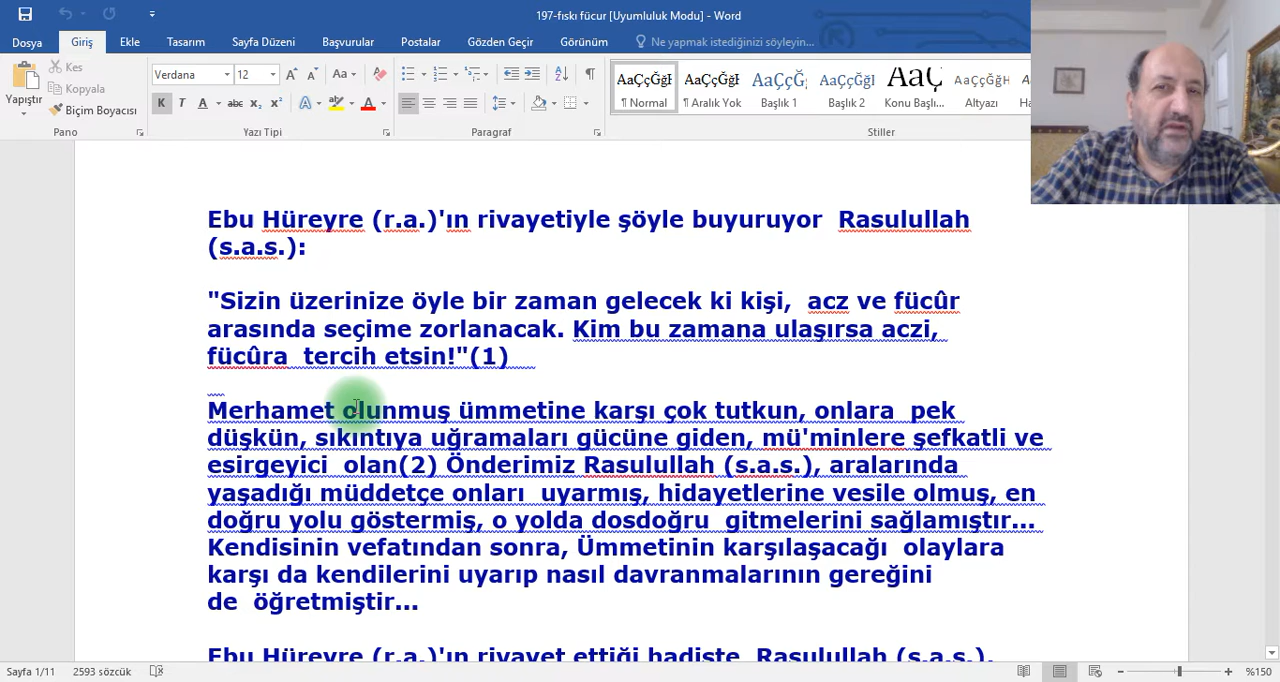 197-fıskı fücur [Uyumluluk Modu] - Word
Dosya Giriş Ekle Tasarım Sayfa Düzeni Başvurular Postalar Gözden Geçir Görünüm Ne yapmak istediğinizi söyleyin...
Yapıştır
Kes
Kopyala
Biçim Boyacısı
Pano
Verdana 12
K T A abc x₂ x²
Yazı Tipi
Paragraf
AaÇçĞğI AaÇçĞğI AaÇçĞğ AaÇçĞğI AaÇ AaÇçĞğH
¶ Normal ¶ Aralık Yok Başlık 1 Başlık 2 Konu Başlı... Altyazı
Stiller
Ebu Hüreyre (r.a.)'ın rivayetiyle şöyle buyuruyor Rasulullah
(s.a.s.):
"Sizin üzerinize öyle bir zaman gelecek ki kişi, acz ve fücûr
arasında seçime zorlanacak. Kim bu zamana ulaşırsa aczi,
fücûra tercih etsin!"(1)
Merhamet olunmuş ümmetine karşı çok tutkun, onlara pek
düşkün, sıkıntıya uğramaları gücüne giden, mü'minlere şefkatli ve
esirgeyici olan(2) Önderimiz Rasulullah (s.a.s.), aralarında
yaşadığı müddetçe onları uyarmış, hidayetlerine vesile olmuş, en
doğru yolu göstermiş, o yolda dosdoğru gitmelerini sağlamıştır...
Kendisinin vefatından sonra, Ümmetinin karşılaşacağı olaylara
karşı da kendilerini uyarıp nasıl davranmalarının gereğini
de öğretmiştir...
Ebu Hüreyre (r.a.)'ın rivayet ettiği hadiste Rasulullah (s.a.s.),
Sayfa 1/11 2593 sözcük
%150